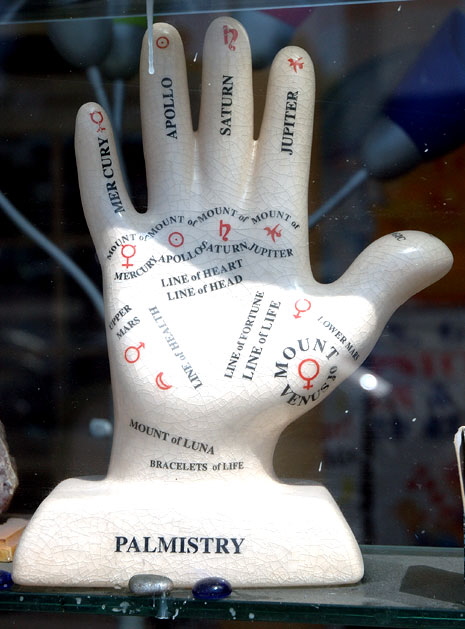 MERCURY
APOLLO
SATURN
JUPITER
MOUNT of MERCURY
MOUNT of APOLLO
MOUNT of SATURN
MOUNT of JUPITER
LINE of HEART
LINE of HEAD
UPPER
MARS
LINE of HEALTH
LINE of FORTUNE
LINE of LIFE
LOWER MARS
MOUNT
of VENUS
MOUNT of LUNA
BRACELETS of LIFE
PALMISTRY